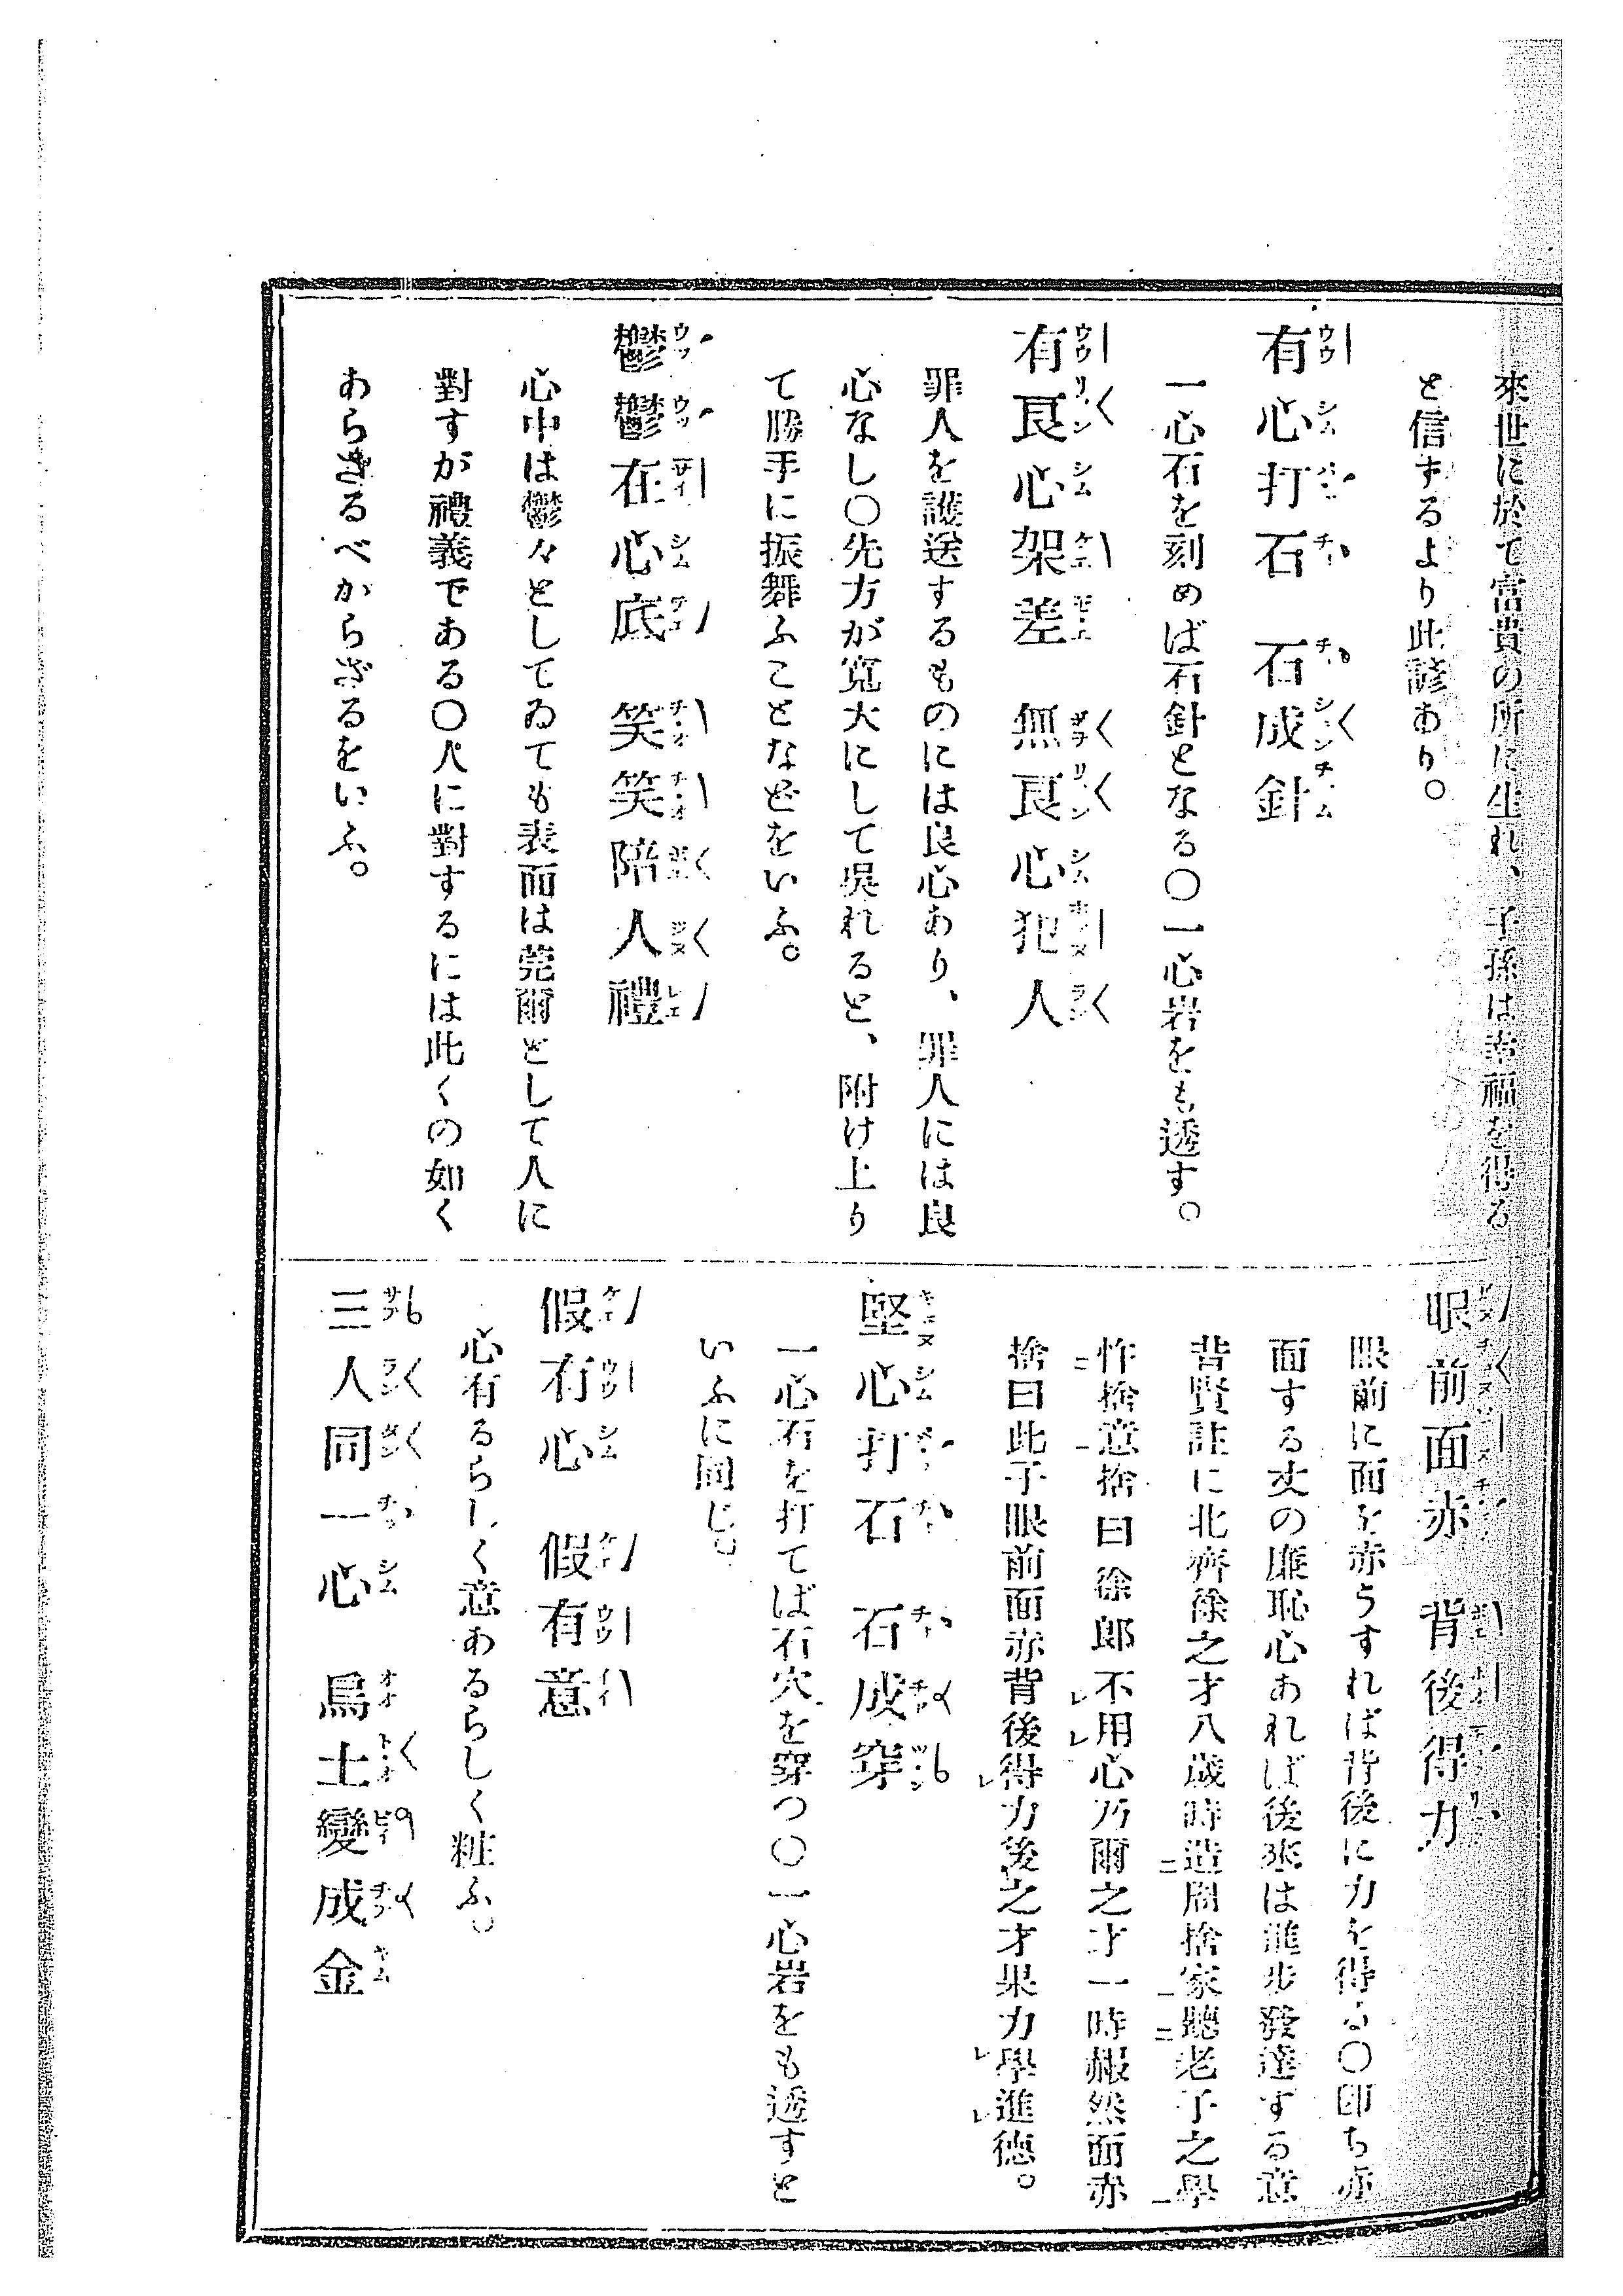 來世に於て富貴の所に生れ、子孫は幸福を得る
と信するより此諺あり。
有心打石　石成針
一心石を刻めば石針となる〇一心岩をも透す。
有良心架差　無良心犯人
罪人を護送するものには良心あり、罪人には良
心なし〇先方が寬大にして吳れると、附け上り
て勝手に振舞ふことなどをいふ。
鬱鬱在心底　笑笑陪人禮
心中は鬱々としてゐても表面は莞爾として人に
對すが禮義である〇人に對するには此くの如く
あらざるべからざるをいふ。
眼前面赤　背後得力
眼前に面を赤うすれば背後に力を得る〇卽ち赤
面する丈の廉恥心あれば後來は進步發達する意
昔賢註に北齊徐之才八歲時造周捨家聽老子之學
怍捨意捨曰徐郎不用心乃爾之才一時赧然面赤
捨曰此子眼前面赤背後得力後之才果力學進德。
堅心打石　石成穿
一心石を打てば石穴を穿つ〇一心岩をも透すと
いふに同じ。
假有心　假有意
心有るらしく意あるらしく粧ふ。
三人同一心　烏土變成金